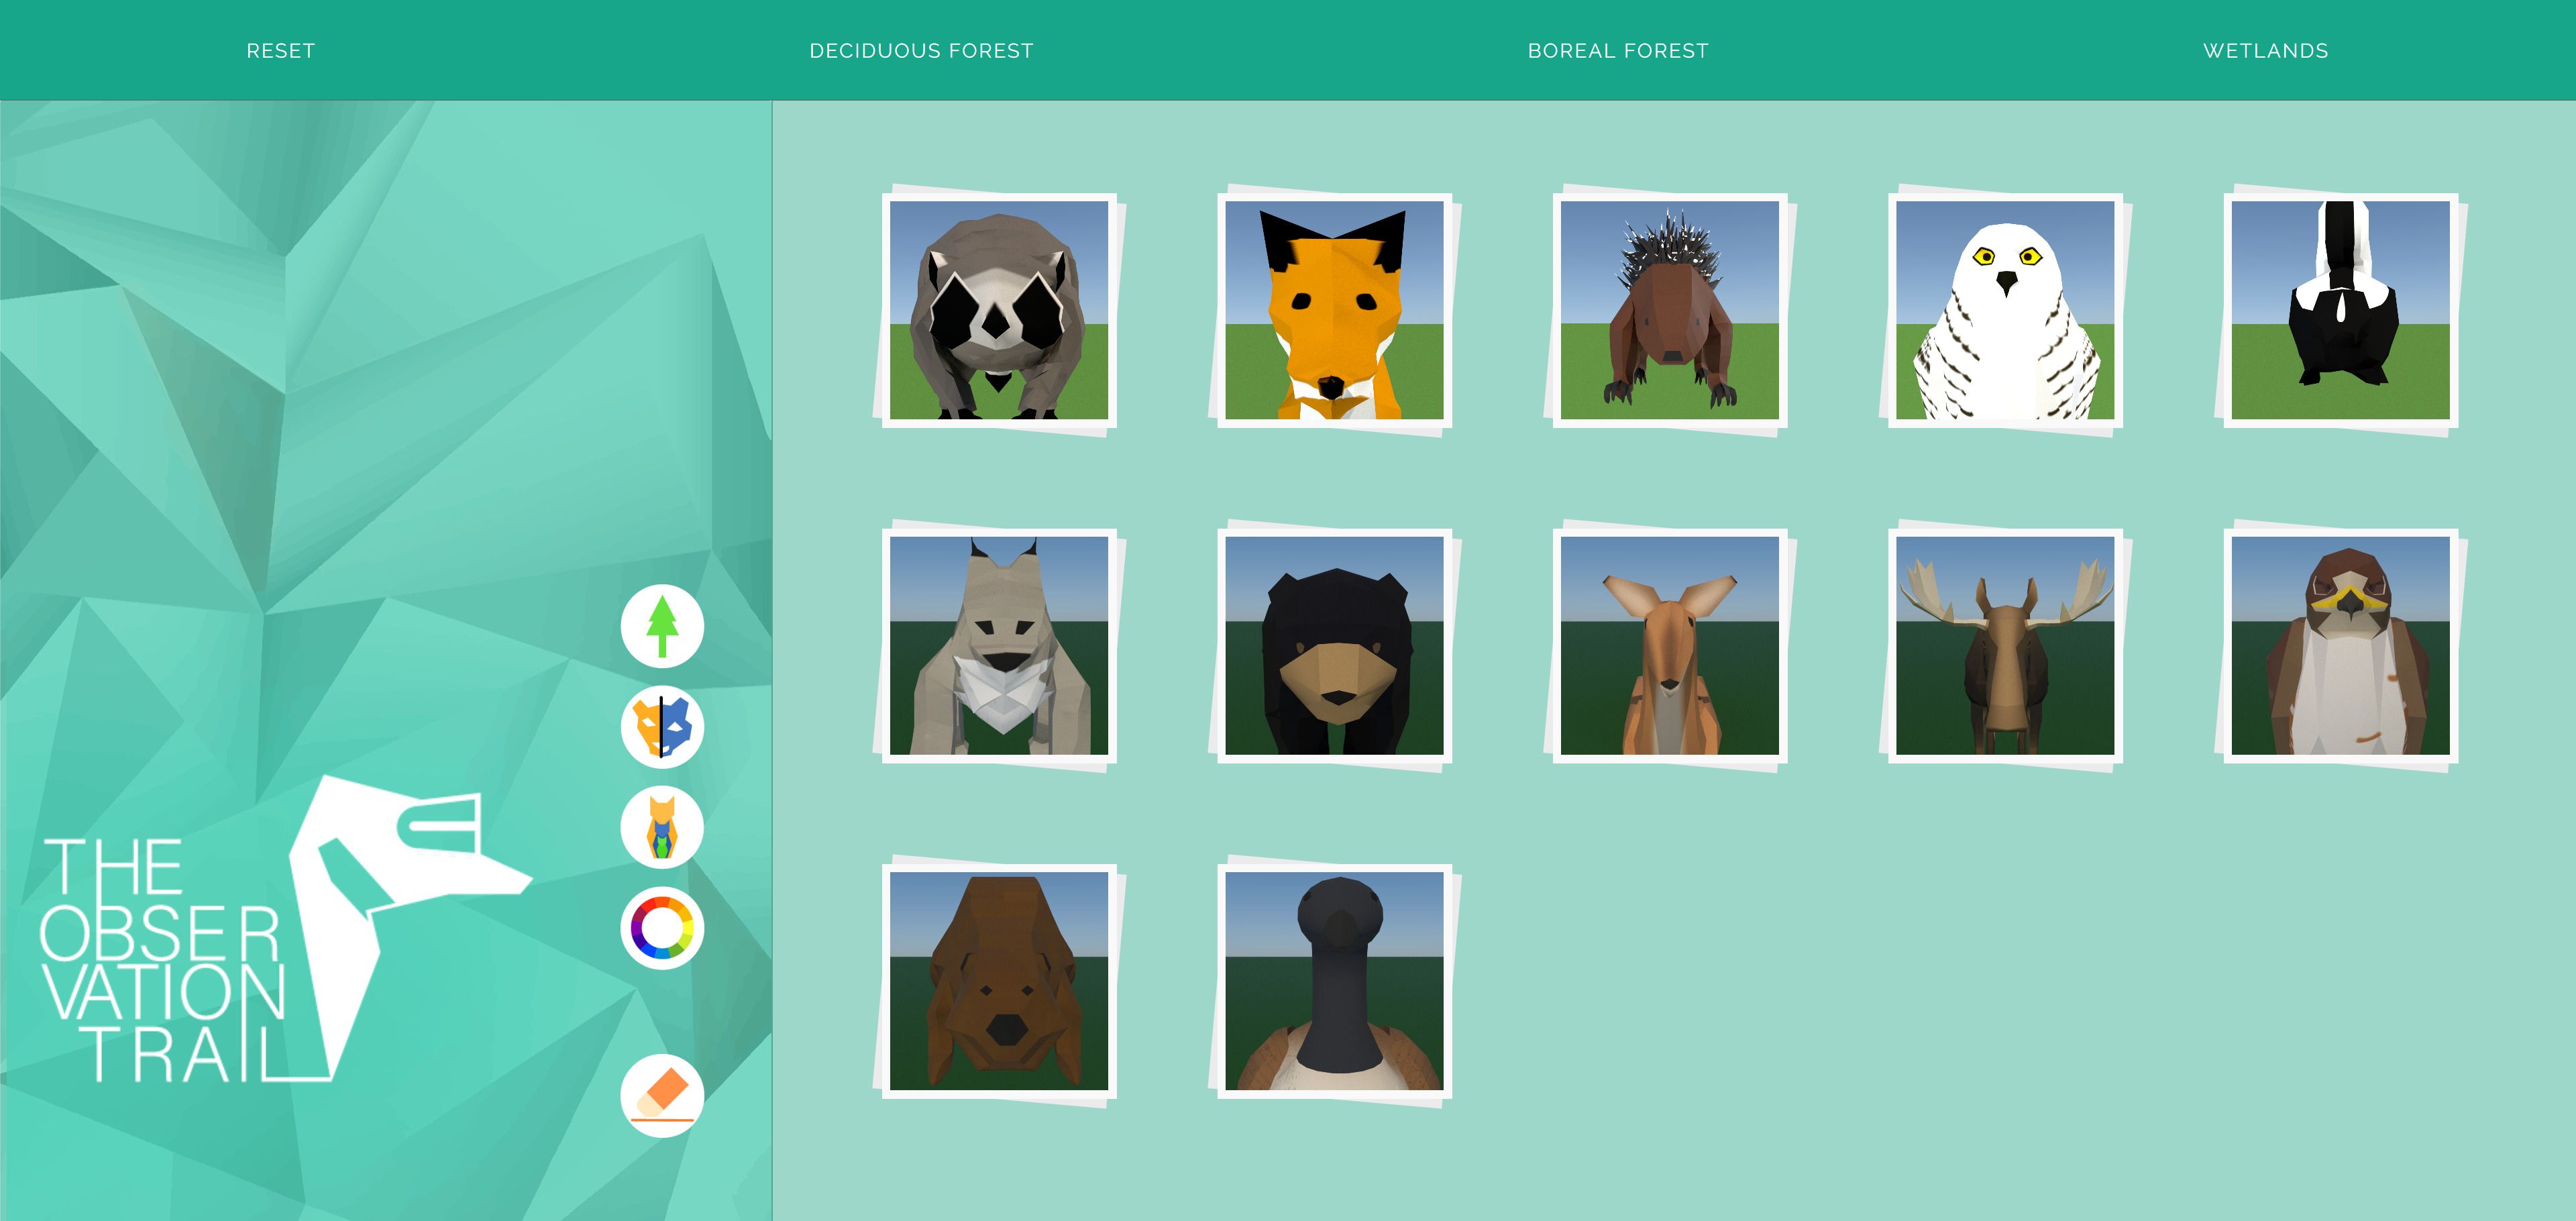 RESET
DECIDUOUS FOREST
BOREAL FOREST
WETLANDS
THE
OBSER
VATION
TRAIL